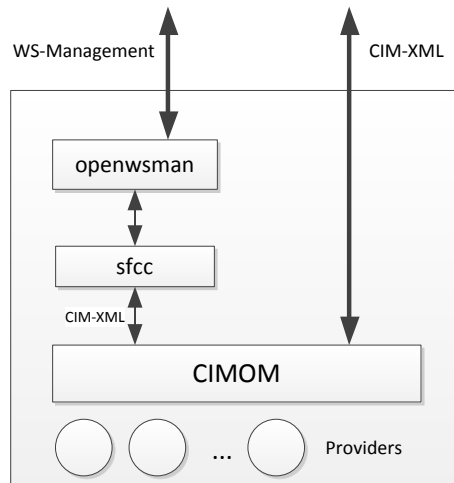 WS-Management
CIM-XML
openwsman
sfcc
CIM-XML
CIMOM
...
Providers